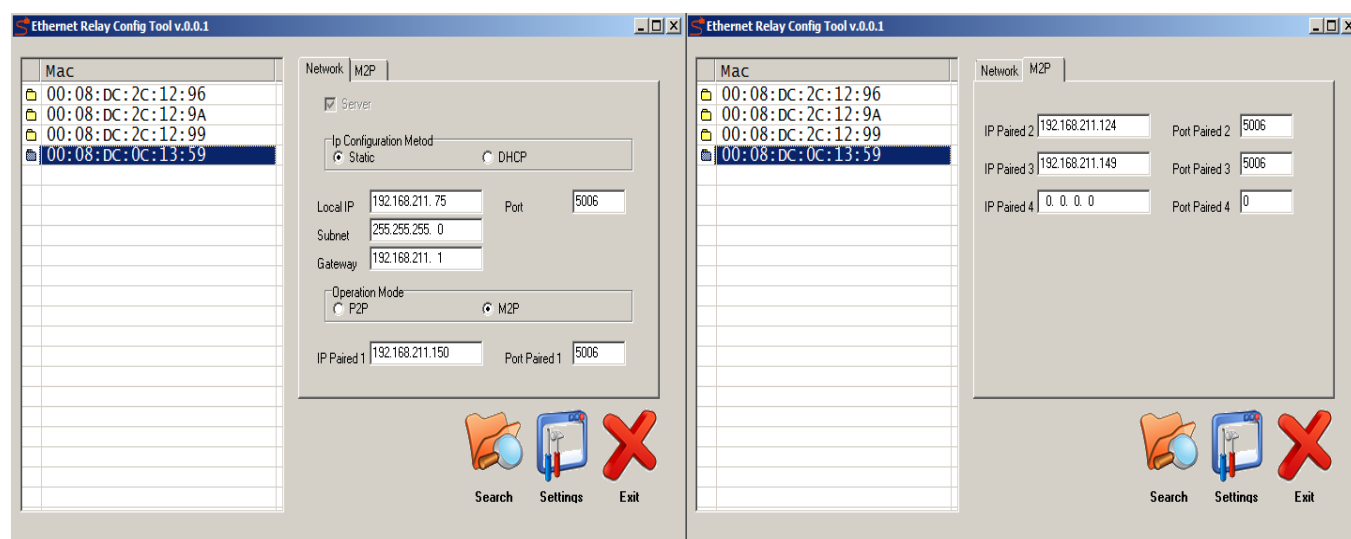 Ethernet Relay Config Tool v.0.0.1
Mac
00:08:DC:2C:12:96
00:08:DC:2C:12:9A
00:08:DC:2C:12:99
00:08:DC:0C:13:59
Network M2P
Server
Ip Configuration Metod
Static DHCP
Local IP 192.168.211. 75 Port 5006
Subnet 255.255.255. 0
Gateway 192.168.211. 1
Operation Mode
P2P M2P
IP Paired 1 192.168.211.150 Port Paired 1 5006
Search Settings Exit
Ethernet Relay Config Tool v.0.0.1
Mac
00:08:DC:2C:12:96
00:08:DC:2C:12:9A
00:08:DC:2C:12:99
00:08:DC:0C:13:59
Network M2P
IP Paired 2 192.168.211.124 Port Paired 2 5006
IP Paired 3 192.168.211.149 Port Paired 3 5006
IP Paired 4 0. 0. 0. 0 Port Paired 4 0
Search Settings Exit